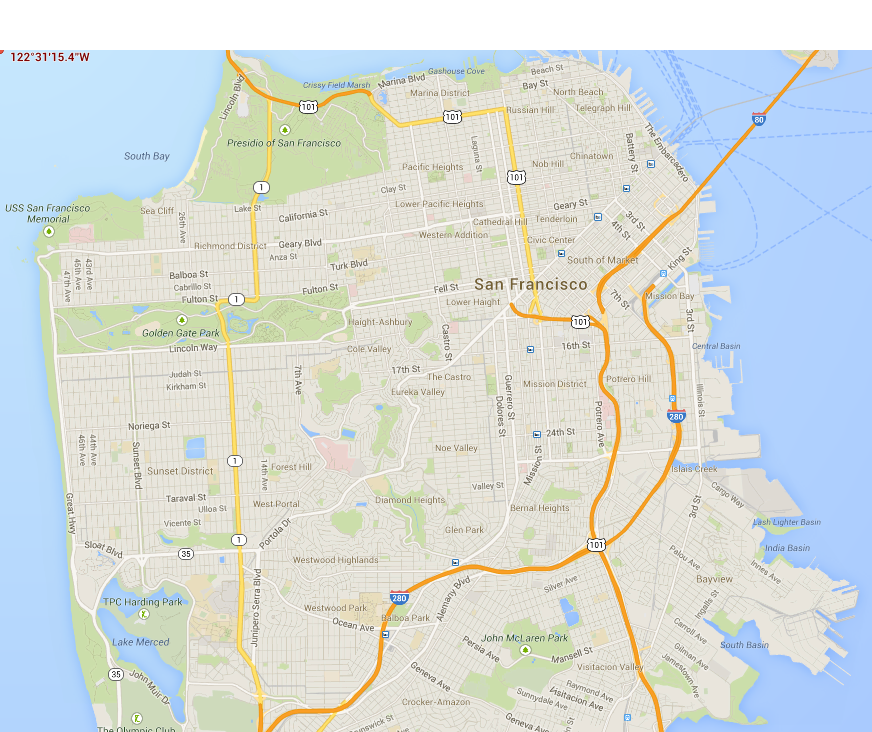 122°31'15.4"W
Lincoln Blvd
Crissy Field Marsh
Marina Blvd
Gashouse Cove
Beach St
Bay St
Marina District
North Beach
101
101
Russian Hill
Telegraph Hill
80
Presidio of San Francisco
The Embarcadero
Battery St
Laguna St
South Bay
Chinatown
Nob Hill
Pacific Heights
101
1
Clay St
USS San Francisco
Memorial
Sea Cliff
26th Ave
Lake St
California St
Lower Pacific Heights
Geary St
Cathedral Hill
Tenderloin
3rd St
4th St
Richmond District
Geary Blvd
Western Addition
Civic Center
Anza St
Turk Blvd
South of Market
King St
43rd Ave
45th Ave
47th Ave
Balboa St
Cabrillo St
Fulton St
1
Fulton St
Fell St
San Francisco
Lower Haight
7th St
Mission Bay
Golden Gate Park
Haight-Ashbury
101
3rd St
Lincoln Way
Cole Valley
Castro St
16th St
Central Basin
Judah St
Kirkham St
7th Ave
17th St
The Castro
Eureka Valley
Guerrero St
Dolores St
Mission District
Potrero Hill
Illinois St
Potrero Ave
280
Noriega St
44th Ave
46th Ave
Sunset Blvd
24th St
Mission St
Noe Valley
1
14th Ave
Forest Hill
Sunset District
Islais Creek
Valley St
Cargo Way
Great Hwy
Taraval St
Ulloa St
Vicente St
West Portal
Diamond Heights
Bernal Heights
3rd St
Lash Lighter Basin
Glen Park
Portola Dr
1
Sloat Blvd
35
101
India Basin
Westwood Highlands
Palou Ave
Innes Ave
Silver Ave
Bayview
Alemany Blvd
280
TPC Harding Park
Junipero Serra Blvd
Westwood Park
Balboa Park
Ocean Ave
Ingalls St
Carroll Ave
Lake Merced
John McLaren Park
Persia Ave
Mansell St
South Basin
Gilman Ave
Jamestown Ave
Visitacion Valley
35
John Muir Dr
Geneva Ave
Raymond Ave
Visitacion Ave
Sunnydale Ave
Crocker-Amazon
Geneva Ave
The Olympic Club